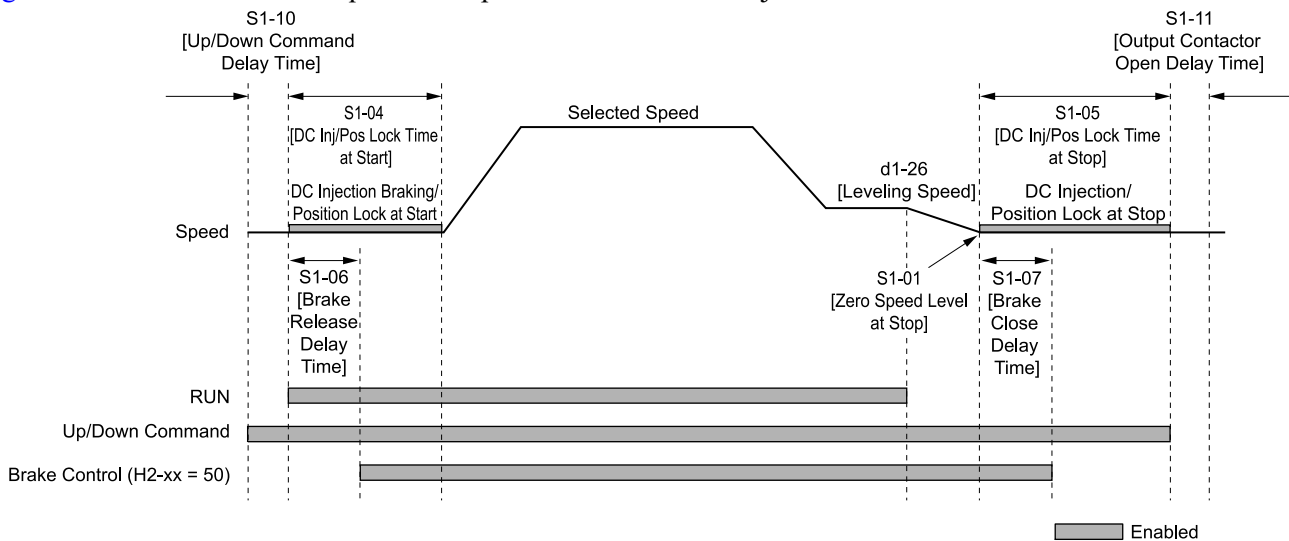 S1-10
[Up/Down Command
Delay Time]
S1-11
[Output Contactor
Open Delay Time]
S1-04
[DC Inj/Pos Lock Time
at Start]
Selected Speed
S1-05
[DC Inj/Pos Lock Time
at Stop]
d1-26
[Leveling Speed]
DC Injection Braking/
Position Lock at Start
DC Injection/
Position Lock at Stop
Speed
S1-06
[Brake
Release
Delay
Time]
S1-01
[Zero Speed Level
at Stop]
S1-07
[Brake
Close
Delay
Time]
RUN
Up/Down Command
Brake Control (H2-xx = 50)
Enabled